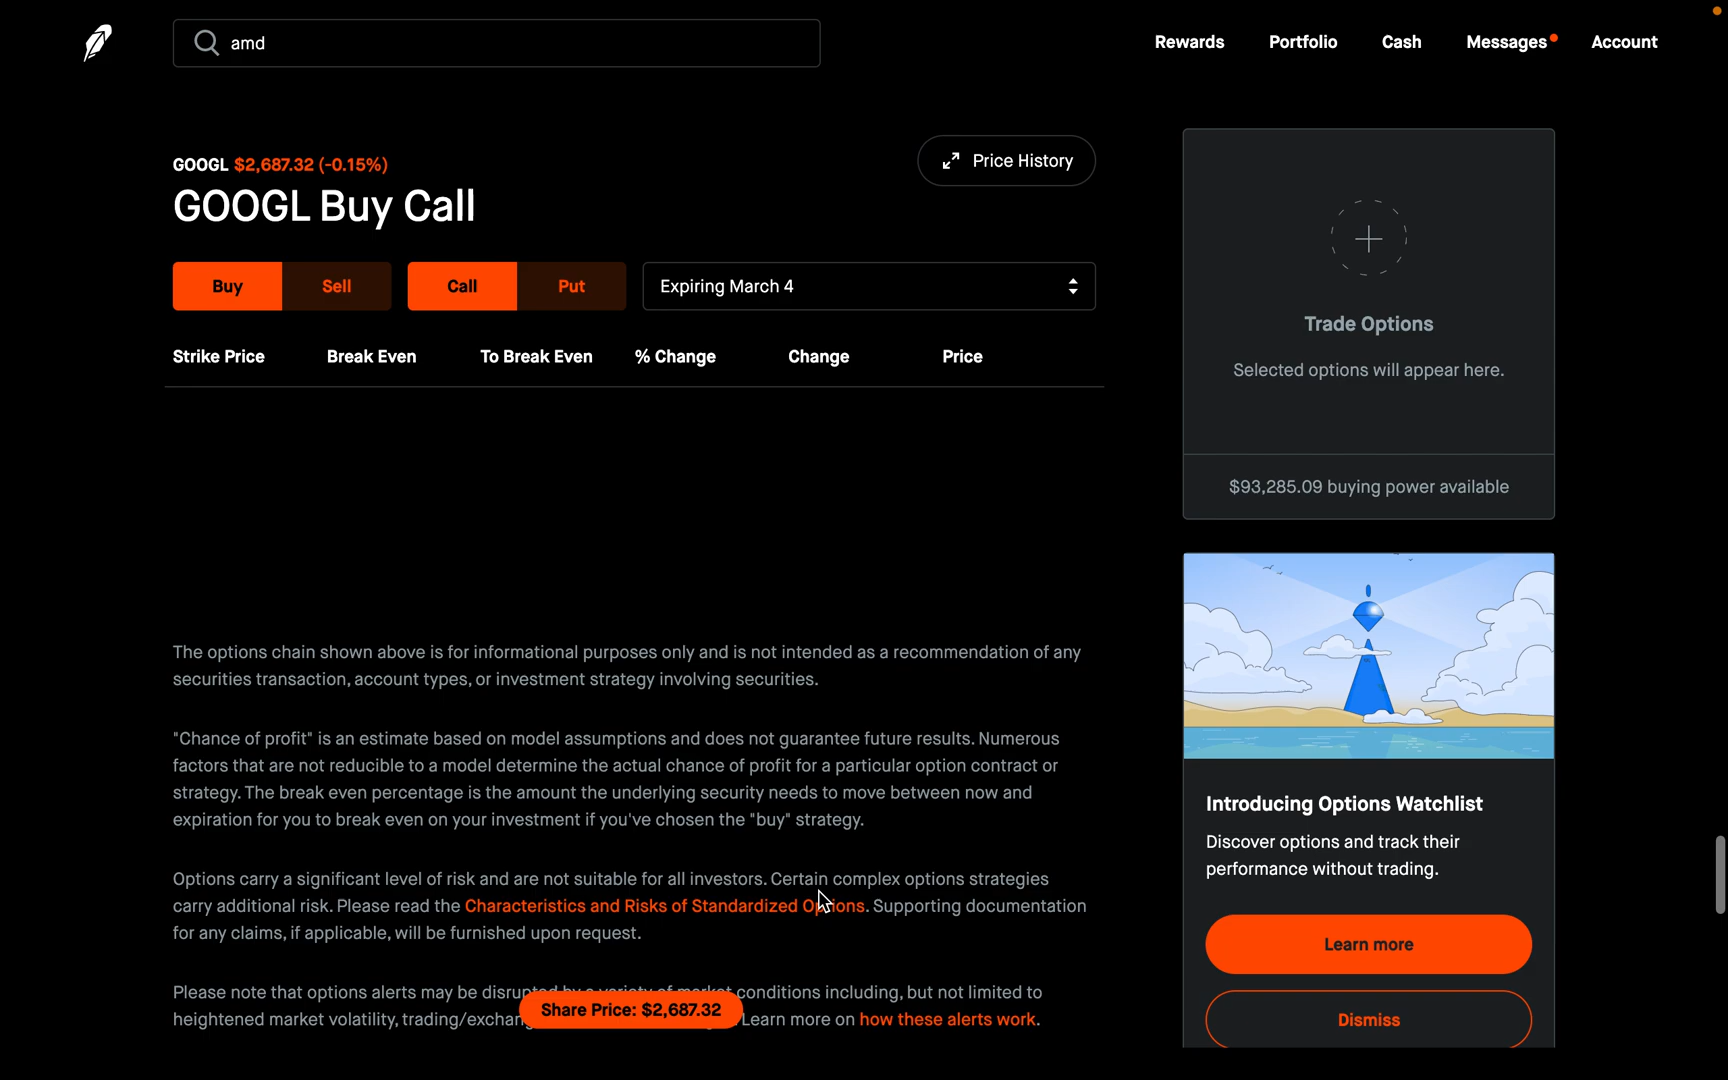 amd
Rewards
Portfolio
Cash
Messages
Account
GOOGL $2,687.32 (-0.15%)
GOOGL Buy Call
Price History
Buy
Sell
Call
Put
Expiring March 4
Strike Price
Break Even
To Break Even
% Change
Change
Price
Trade Options
Selected options will appear here.
$93,285.09 buying power available
The options chain shown above is for informational purposes only and is not intended as a recommendation of any
securities transaction, account types, or investment strategy involving securities.
"Chance of profit" is an estimate based on model assumptions and does not guarantee future results. Numerous
factors that are not reducible to a model determine the actual chance of profit for a particular option contract or
strategy. The break even percentage is the amount the underlying security needs to move between now and
expiration for you to break even on your investment if you've chosen the "buy" strategy.
Options carry a significant level of risk and are not suitable for all investors. Certain complex options strategies
carry additional risk. Please read the Characteristics and Risks of Standardized Options. Supporting documentation
for any claims, if applicable, will be furnished upon request.
Please note that options alerts may be disrupted by a variety of market conditions including, but not limited to
heightened market volatility, trading/exchan Learn more on how these alerts work.
Share Price: $2,687.32
Introducing Options Watchlist
Discover options and track their
performance without trading.
Learn more
Dismiss